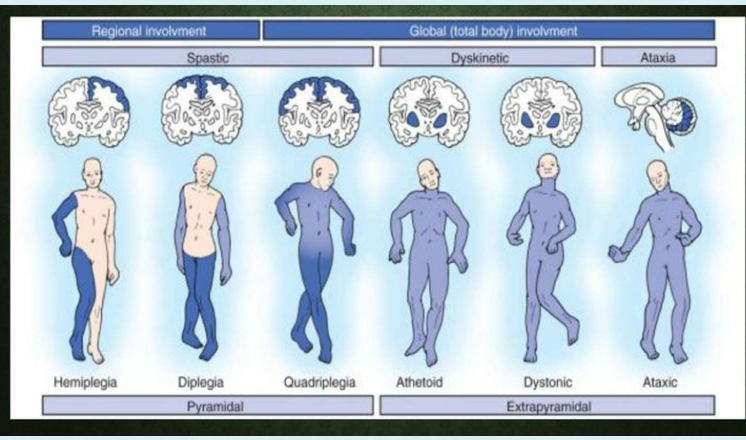 Regional involvment
Global (total body) involvment
Spastic
Dyskinetic
Ataxia
Hemiplegia
Diplegia
Quadriplegia
Athetoid
Dystonic
Ataxic
Pyramidal
Extrapyramidal